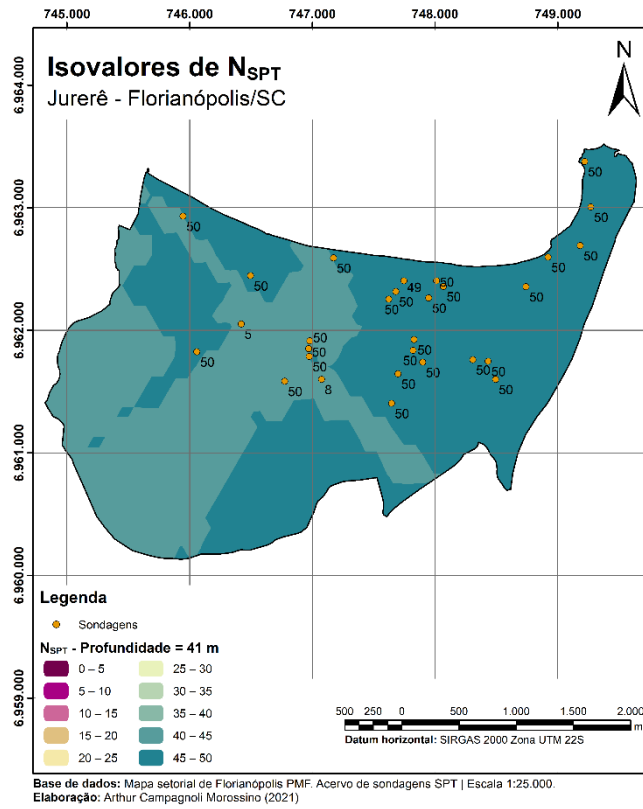 745.000 746.000 747.000 748.000 749.000
Isovalores de NSPT
Jurerê - Florianópolis/SC
N
6.964.000
6.963.000
6.962.000
6.961.000
6.960.000
6.959.000
50
50
50
50
50
50
50
50
49
50
50
50
50
50
50
5
50
50
50
50
50
8
50
50
50
50
50
50
50
50
Legenda
Sondagens
NSPT - Profundidade = 41 m
0 – 5 25 – 30
5 – 10 30 – 35
10 – 15 35 – 40
15 – 20 40 – 45
20 – 25 45 – 50
500 250 0 500 1.000 1.500 2.000
m
Datum horizontal: SIRGAS 2000 Zona UTM 22S
Base de dados: Mapa setorial de Florianópolis PMF. Acervo de sondagens SPT | Escala 1:25.000.
Elaboração: Arthur Campagnoli Morossino (2021)